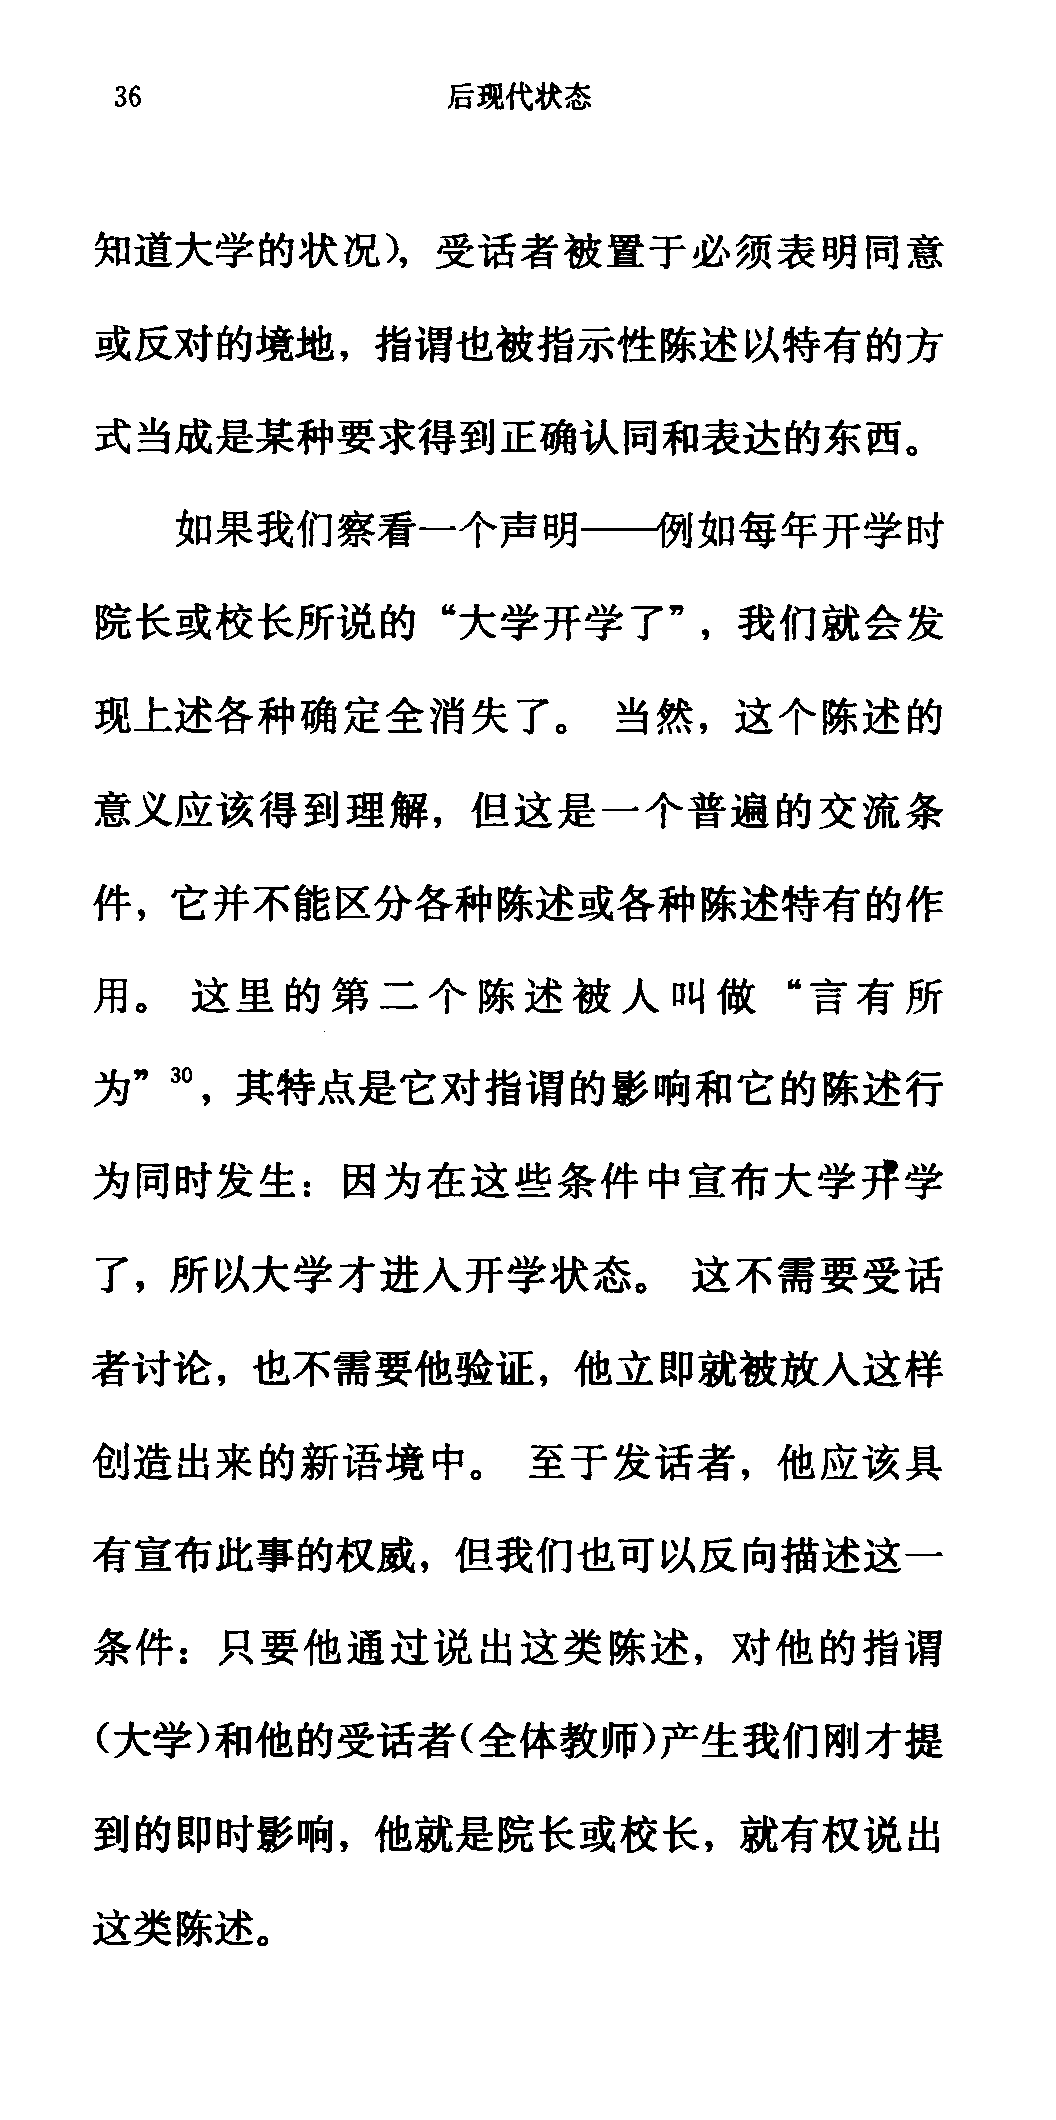 36 后现代状态
知道大学的状况），受话者被置于必须表明同意
或反对的境地，指谓也被指示性陈述以特有的方
式当成是某种要求得到正确认同和表达的东西。
如果我们察看一个声明——例如每年开学时
院长或校长所说的“大学开学了”，我们就会发
现上述各种确定全消失了。 当然，这个陈述的
意义应该得到理解，但这是一个普遍的交流条
件，它并不能区分各种陈述或各种陈述特有的作
用。 这里的第二个陈述被人叫做“言有所
为”30，其特点是它对指谓的影响和它的陈述行
为同时发生：因为在这些条件中宣布大学开学
了，所以大学才进入开学状态。 这不需要受话
者讨论，也不需要他验证，他立即就被放入这样
创造出来的新语境中。 至于发话者，他应该具
有宣布此事的权威，但我们也可以反向描述这一
条件：只要他通过说出这类陈述，对他的指谓
（大学）和他的受话者（全体教师）产生我们刚才提
到的即时影响，他就是院长或校长，就有权说出
这类陈述。